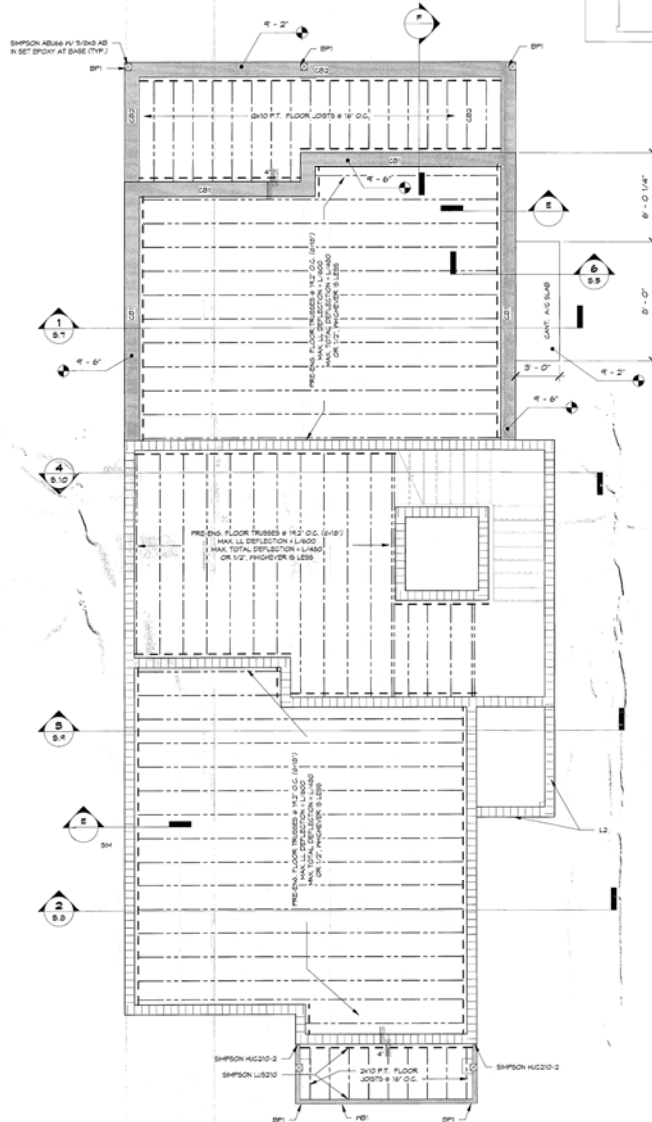 9' - 2"
F
SIMPSON ABU66 W/ 5/8x8 AB
IN SET EPOXY AT BASE (TYP.)
BP1
BP1
BP1
CB2
CB2
2x10 P.T. FLOOR JOISTS @ 16" O.C.
CB2
4"
CB1
CB1
9' - 6"
6' - 0 1/4"
E
6
S.5
PRE-ENG. FLOOR TRUSSES @ 19.2" O.C. (d=18")
MAX. LL DEFLECTION = L/600
MAX. TOTAL DEFLECTION = L/480
OR 1/2", WHICHEVER IS LESS
CB1
CB1
1
S.7
CANT. A/C SLAB
5' - 0"
9' - 6"
3' - 0"
9' - 2"
9' - 6"
4
S.10
PRE-ENG. FLOOR TRUSSES @ 19.2" O.C. (d=18")
MAX. LL DEFLECTION = L/600
MAX. TOTAL DEFLECTION = L/480
OR 1/2", WHICHEVER IS LESS
3
S.9
PRE-ENG. FLOOR TRUSSES @ 19.2" O.C. (d=18")
MAX. LL DEFLECTION = L/600
MAX. TOTAL DEFLECTION = L/480
OR 1/2", WHICHEVER IS LESS
E
SIM
L2
2
S.8
4"
SIMPSON HUC210-2
SIMPSON LUS210
2x10 P.T. FLOOR
JOISTS @ 16" O.C.
SIMPSON HUC210-2
BP1
WB1
BP1